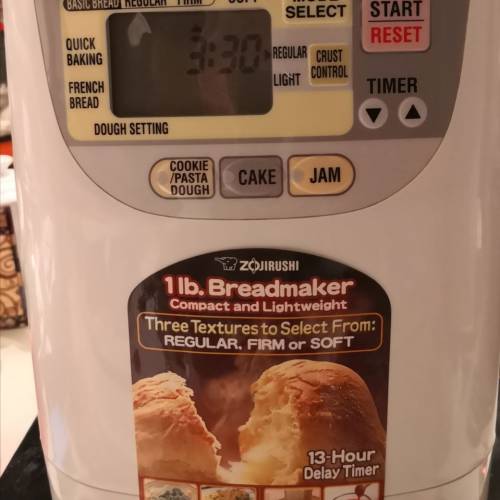 BASIC BREAD REGULAR FIRM SOFT
MODE
SELECT
START
RESET
QUICK
BAKING
3:30
REGULAR
LIGHT
CRUST
CONTROL
FRENCH
BREAD
TIMER
DOUGH SETTING
COOKIE
/PASTA
DOUGH
CAKE
JAM
ZOJIRUSHI
1 lb. Breadmaker
Compact and Lightweight
Three Textures to Select From:
REGULAR, FIRM or SOFT
13-Hour
Delay Timer